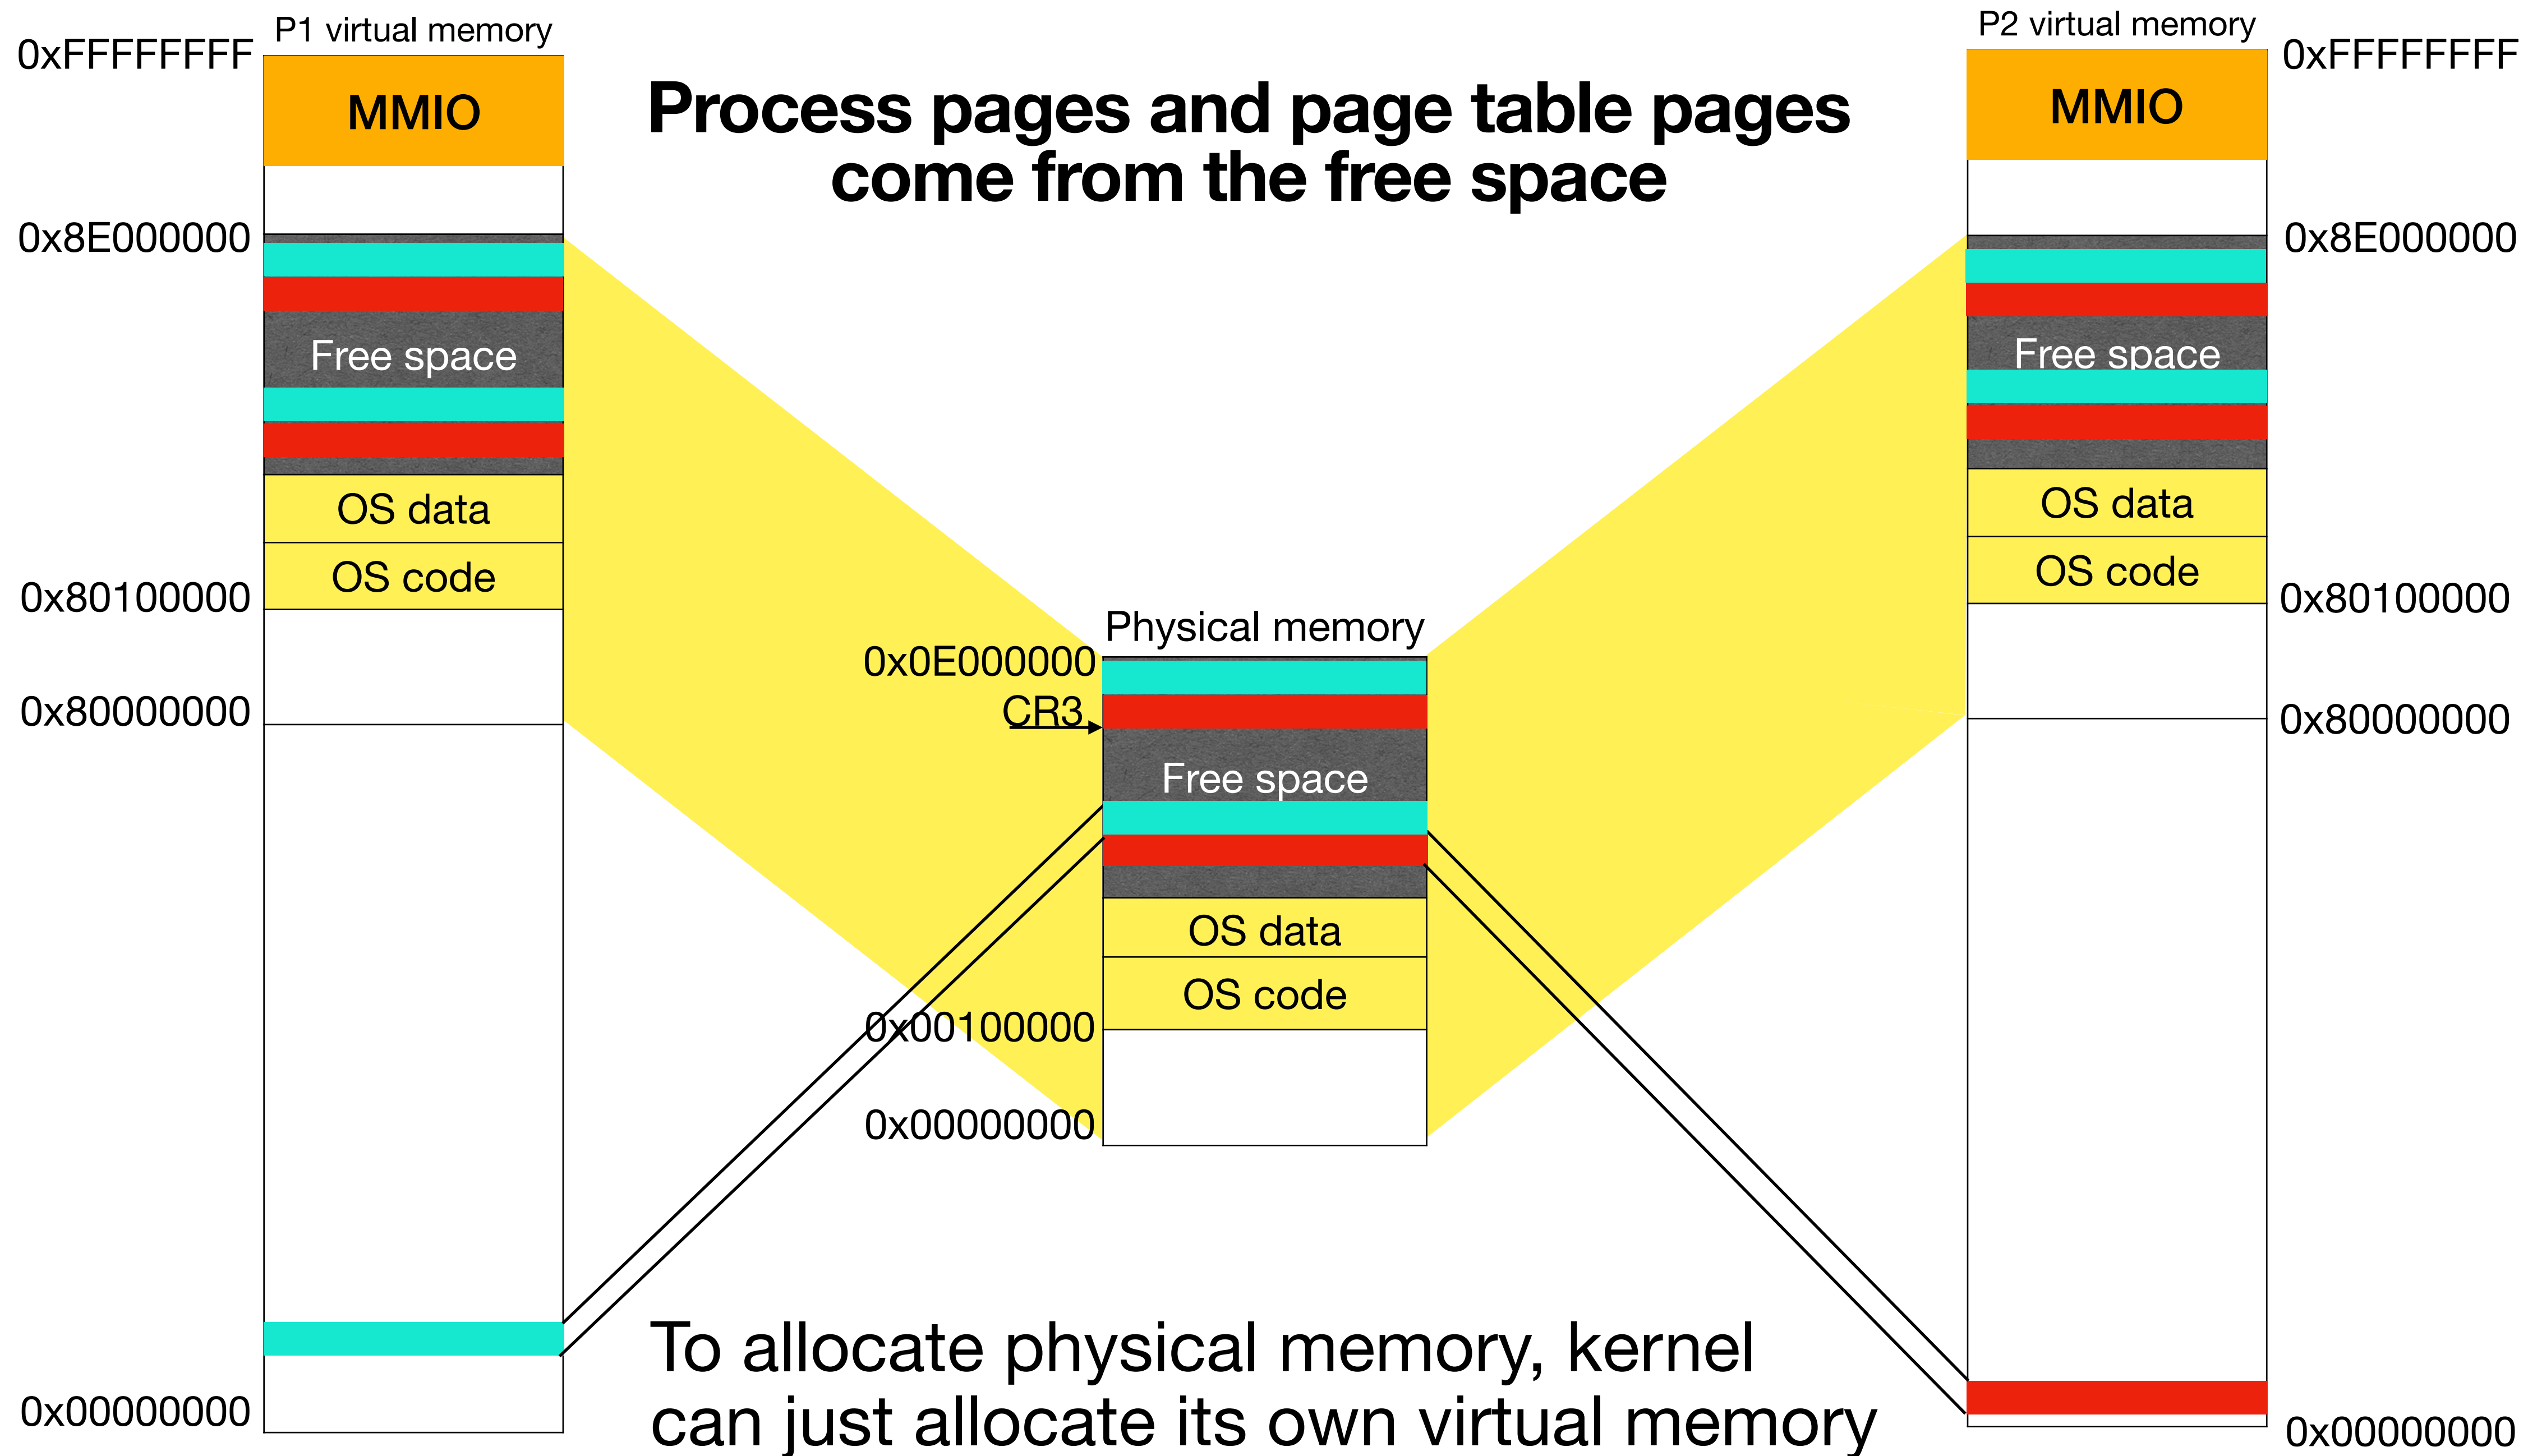 P1 virtual memory
0xFFFFFFFF
MMIO
0x8E000000
Free space
OS data
OS code
0x80100000
0x80000000
0x00000000
Process pages and page table pages
come from the free space
Physical memory
0x0E000000
CR3
Free space
OS data
OS code
0x00100000
0x00000000
To allocate physical memory, kernel
can just allocate its own virtual memory
P2 virtual memory
0xFFFFFFFF
MMIO
0x8E000000
Free space
OS data
OS code
0x80100000
0x80000000
0x00000000